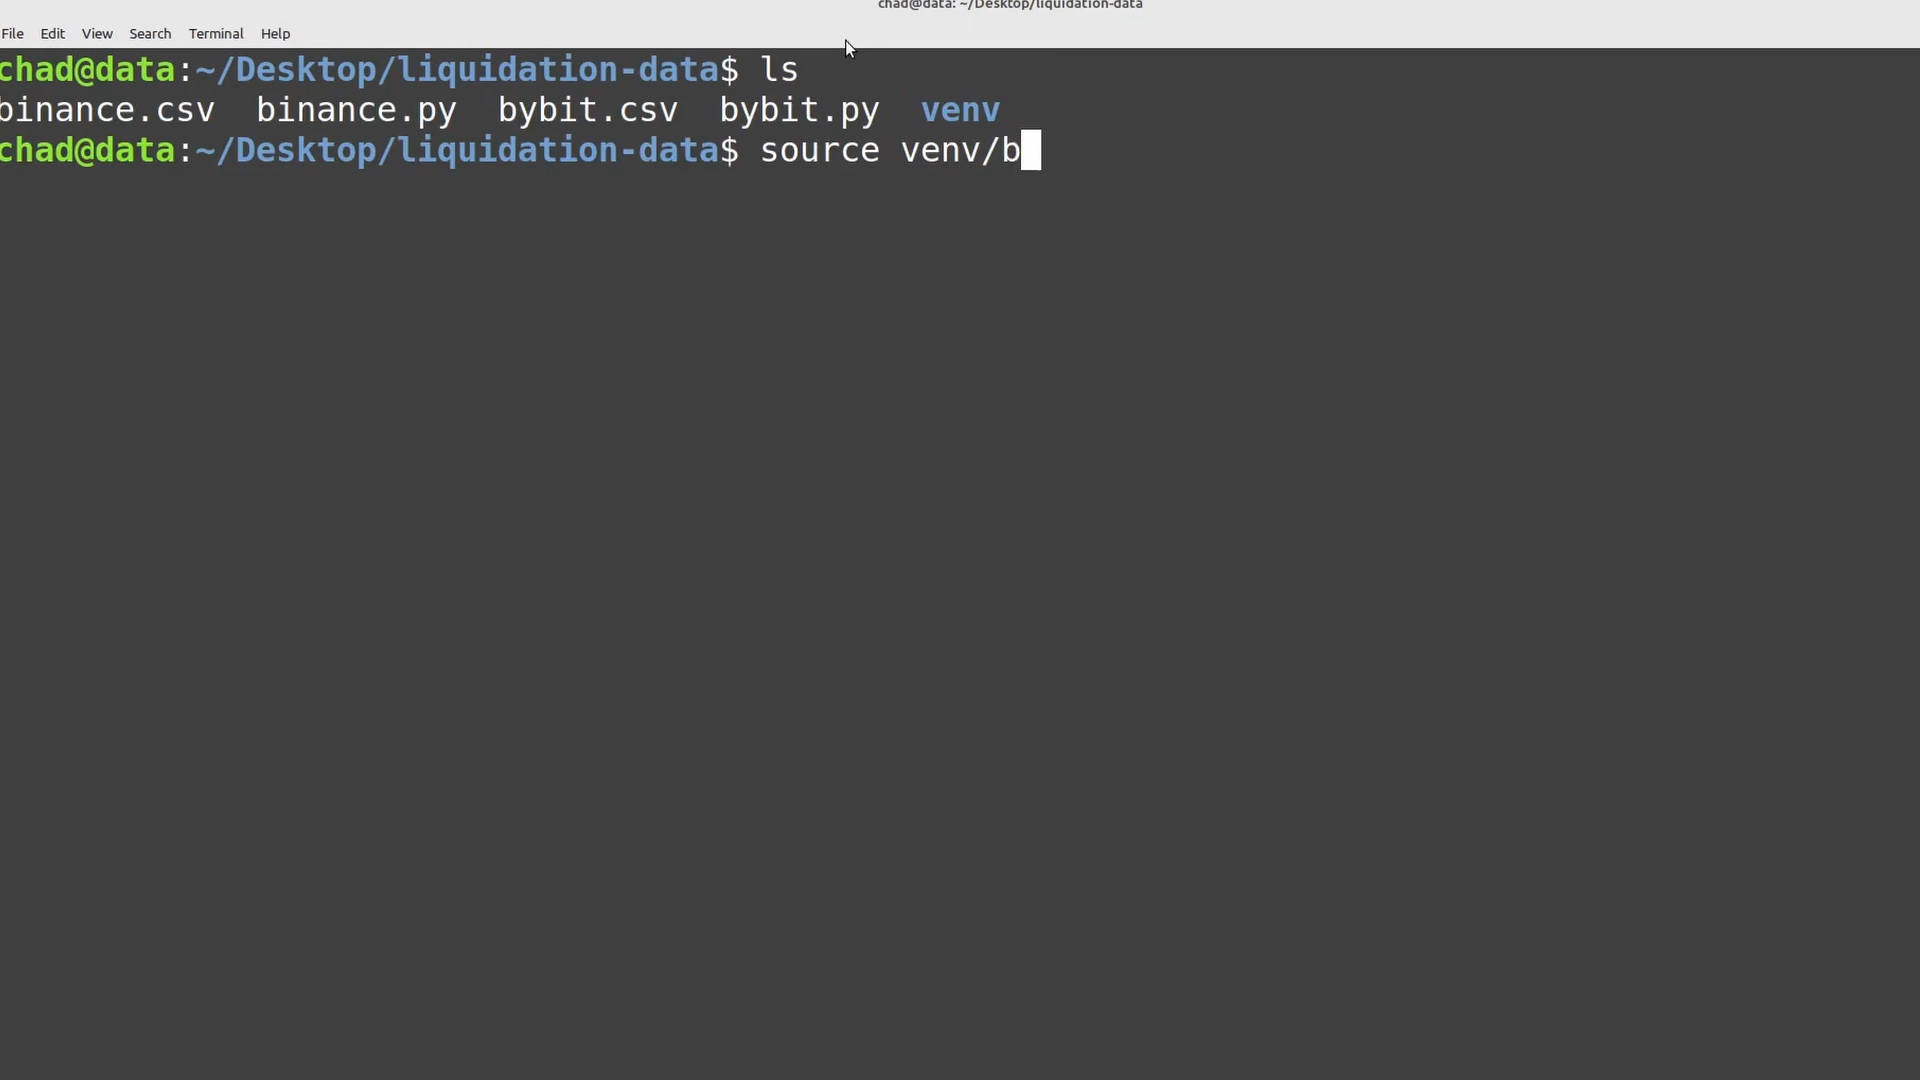 chad@data: ~/Desktop/liquidation-data
File Edit View Search Terminal Help
chad@data:~/Desktop/liquidation-data$ ls
binance.csv binance.py bybit.csv bybit.py venv
chad@data:~/Desktop/liquidation-data$ source venv/b